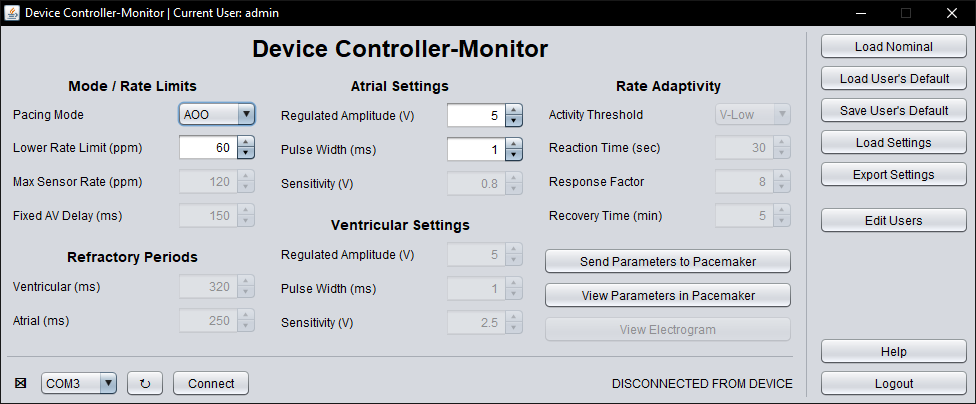 Device Controller-Monitor | Current User: admin
Device Controller-Monitor
Mode / Rate Limits
Pacing Mode AOO
Lower Rate Limit (ppm) 60
Max Sensor Rate (ppm) 120
Fixed AV Delay (ms) 150
Refractory Periods
Ventricular (ms) 320
Atrial (ms) 250
Atrial Settings
Regulated Amplitude (V) 5
Pulse Width (ms) 1
Sensitivity (V) 0.8
Ventricular Settings
Regulated Amplitude (V) 5
Pulse Width (ms) 1
Sensitivity (V) 2.5
Rate Adaptivity
Activity Threshold V-Low
Reaction Time (sec) 30
Response Factor 8
Recovery Time (min) 5
Send Parameters to Pacemaker
View Parameters in Pacemaker
View Electrogram
COM3 ↻ Connect DISCONNECTED FROM DEVICE
Load Nominal
Load User's Default
Save User's Default
Load Settings
Export Settings
Edit Users
Help
Logout